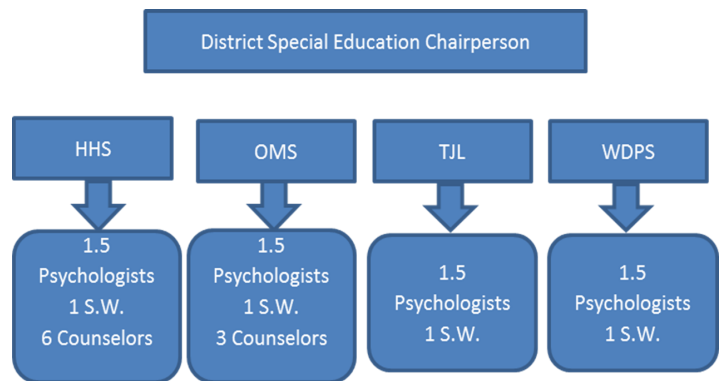 District Special Education Chairperson
HHS
OMS
TJL
WDPS
1.5
Psychologists
1 S.W.
6 Counselors
1.5
Psychologists
1 S.W.
3 Counselors
1.5
Psychologists
1 S.W.
1.5
Psychologists
1 S.W.